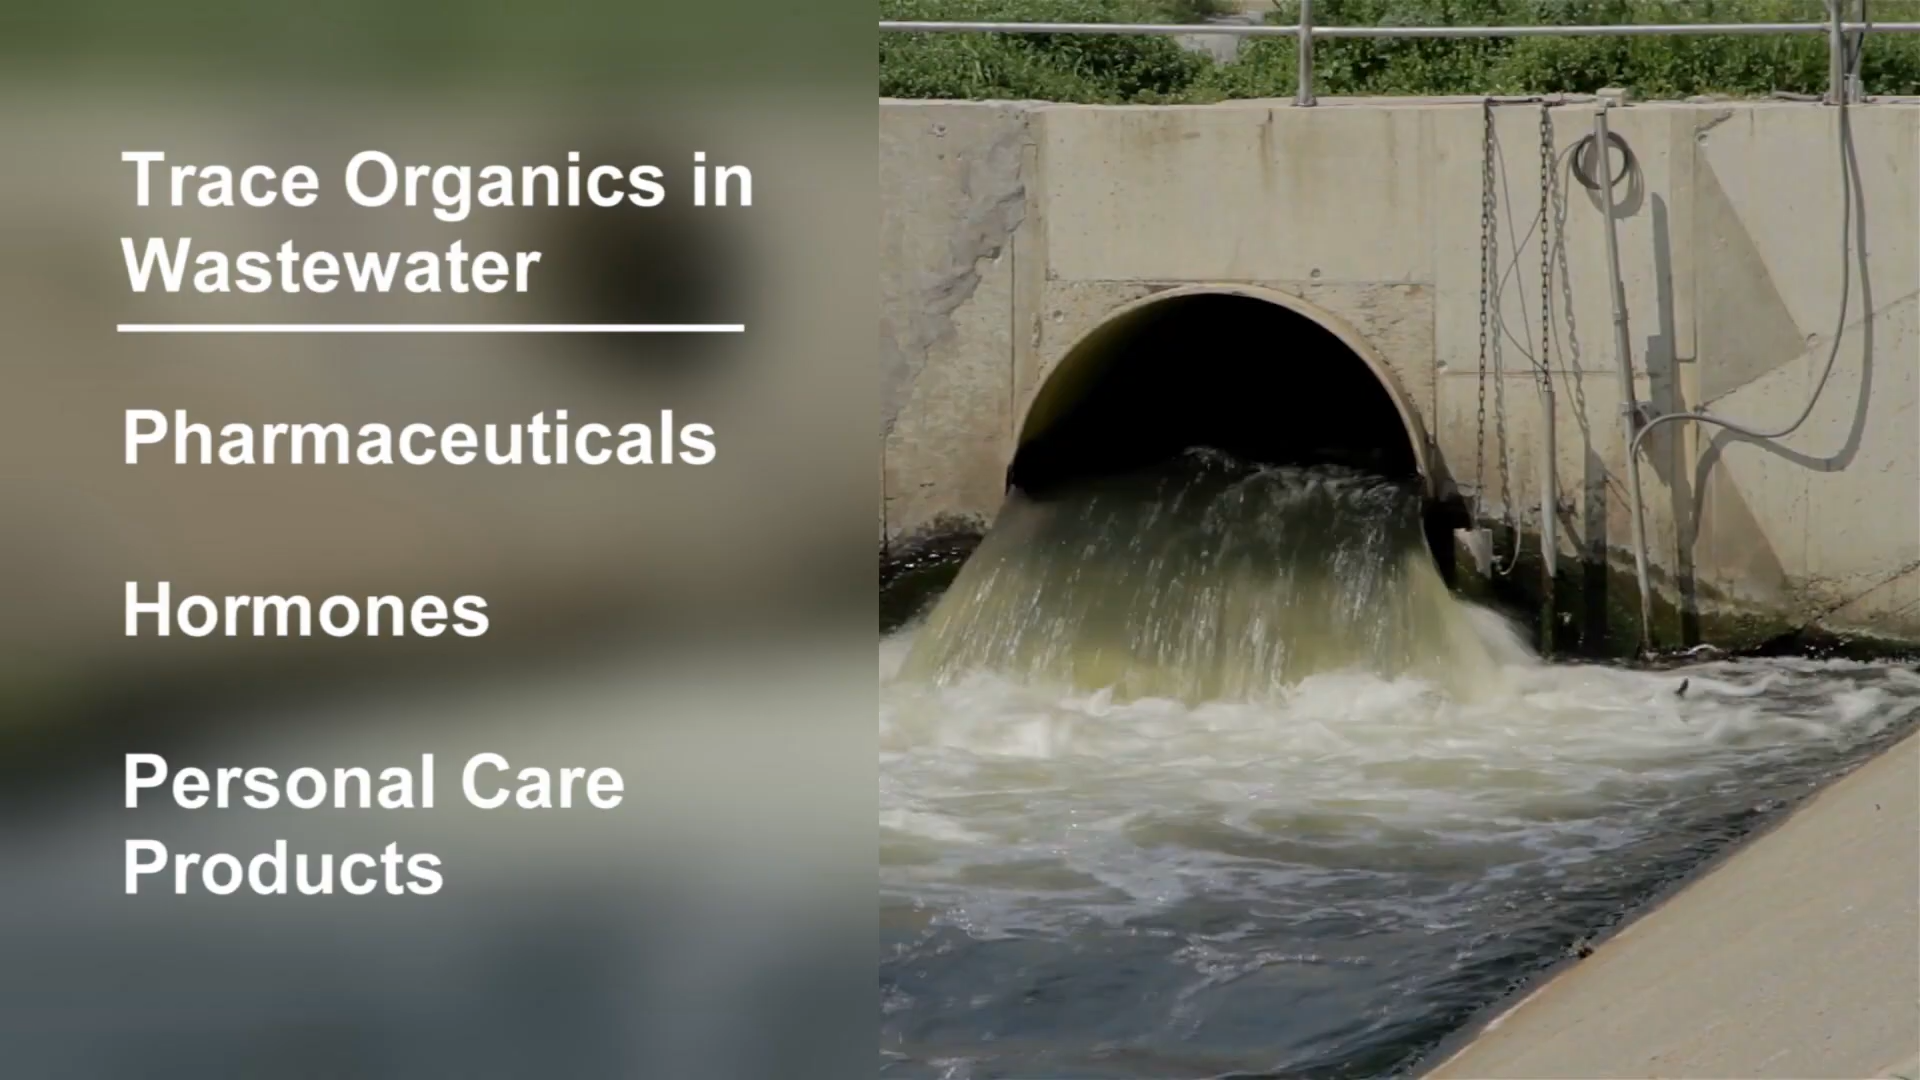 Trace Organics in
Wastewater
Pharmaceuticals
Hormones
Personal Care
Products